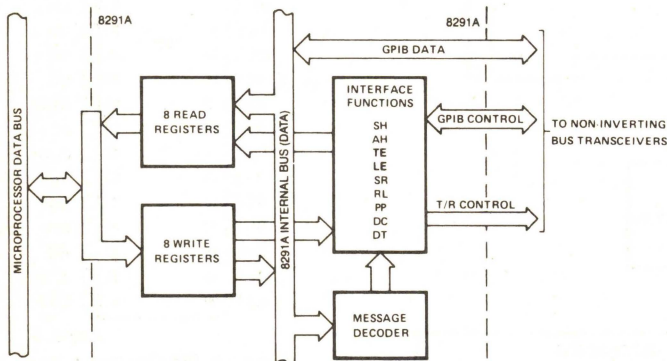 8291A
8291A
GPIB DATA
MICROPROCESSOR DATA BUS
8 READ
REGISTERS
8 WRITE
REGISTERS
8291A INTERNAL BUS (DATA)
INTERFACE
FUNCTIONS
SH
AH
TE
LE
SR
RL
PP
DC
DT
GPIB CONTROL
T/R CONTROL
TO NON-INVERTING
BUS TRANSCEIVERS
MESSAGE
DECODER